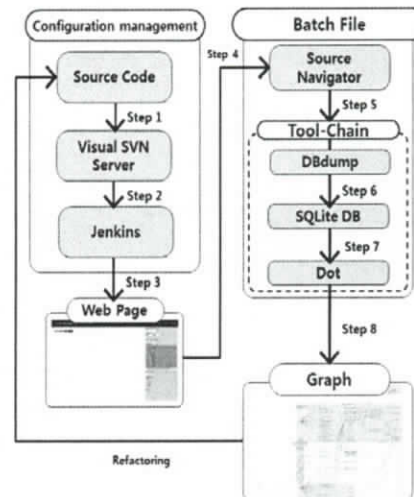 Configuration management
Source Code
Step 1
Visual SVN
Server
Step 2
Jenkins
Step 3
Web Page
Step 4
Batch File
Source
Navigator
Step 5
Tool-Chain
DBdump
Step 6
SQLite DB
Step 7
Dot
Step 8
Graph
Refactoring